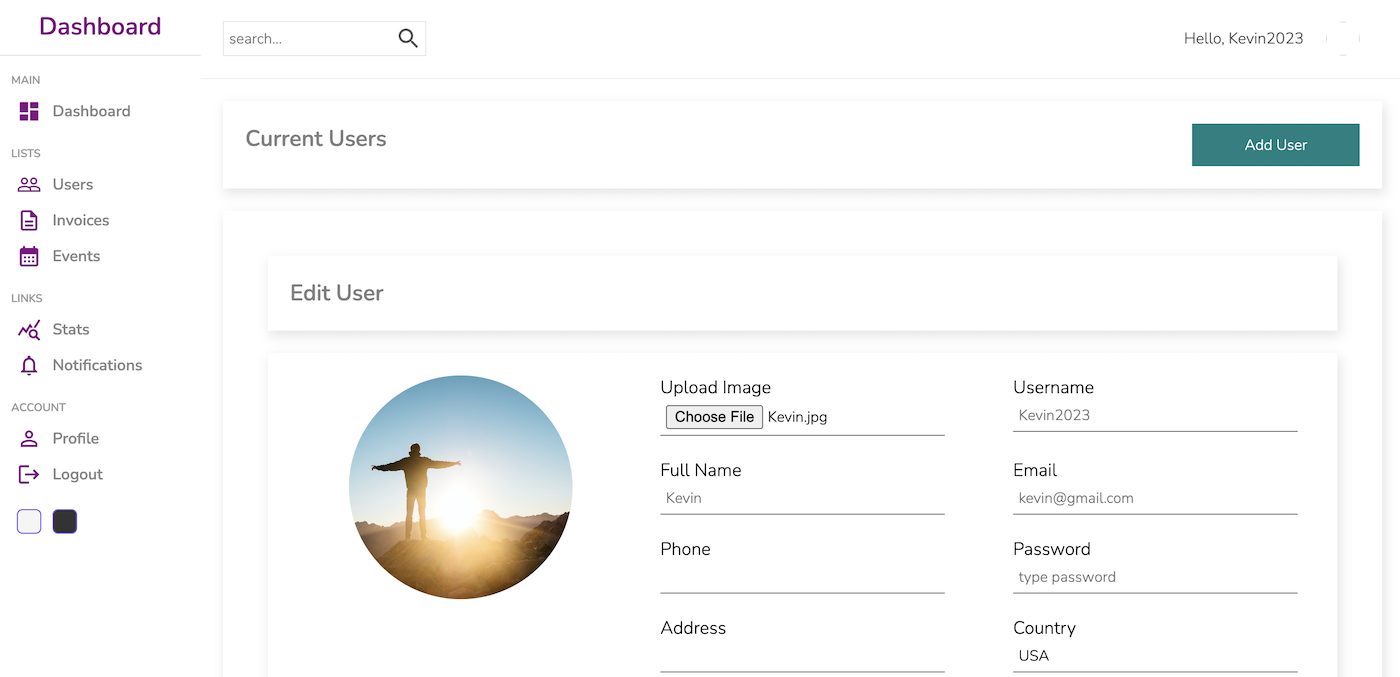 Dashboard
search...
Hello, Kevin2023
MAIN
Dashboard
LISTS
Users
Invoices
Events
LINKS
Stats
Notifications
ACCOUNT
Profile
Logout
Current Users
Add User
Edit User
Upload Image
Choose File Kevin.jpg
Username
Kevin2023
Full Name
Kevin
Email
kevin@gmail.com
Phone
Password
type password
Address
Country
USA